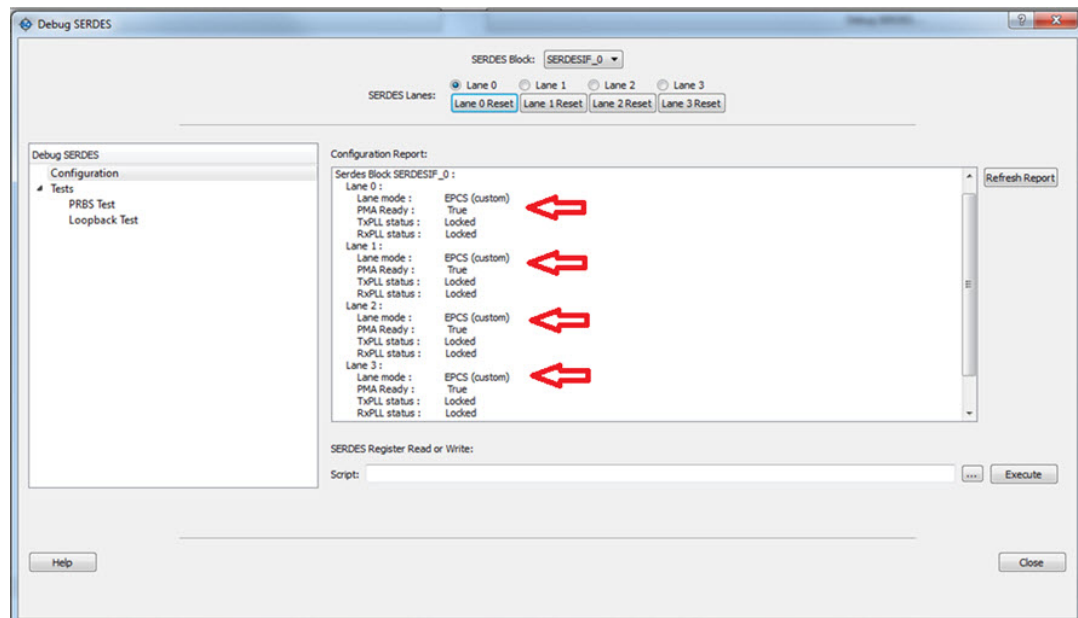 Debug SERDES
SERDES Block: SERDESIF_0
SERDES Lanes: Lane 0 Lane 1 Lane 2 Lane 3
Lane 0 Reset Lane 1 Reset Lane 2 Reset Lane 3 Reset
Debug SERDES
Configuration
Tests
PRBS Test
Loopback Test
Configuration Report:
Serdes Block SERDESIF_0 :
Lane 0 :
Lane mode : EPCS (custom)
PMA Ready : True
TxPLL status : Locked
RxPLL status : Locked
Lane 1 :
Lane mode : EPCS (custom)
PMA Ready : True
TxPLL status : Locked
RxPLL status : Locked
Lane 2 :
Lane mode : EPCS (custom)
PMA Ready : True
TxPLL status : Locked
RxPLL status : Locked
Lane 3 :
Lane mode : EPCS (custom)
PMA Ready : True
TxPLL status : Locked
RxPLL status : Locked
Refresh Report
SERDES Register Read or Write:
Script: ... Execute
Help Close